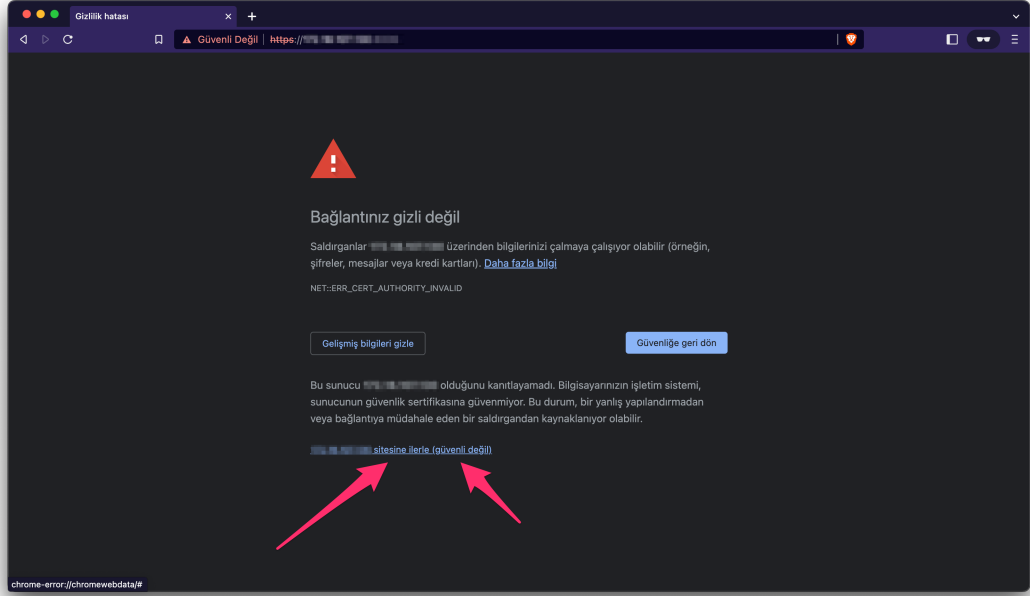 Gizlilik hatası
Güvenli Değil
https://
Bağlantınız gizli değil
Saldırganlar üzerinden bilgilerinizi çalmaya çalışıyor olabilir (örneğin,
şifreler, mesajlar veya kredi kartları). Daha fazla bilgi
NET::ERR_CERT_AUTHORITY_INVALID
Gelişmiş bilgileri gizle
Güvenliğe geri dön
Bu sunucu olduğunu kanıtlayamadı. Bilgisayarınızın işletim sistemi,
sunucunun güvenlik sertifikasına güvenmiyor. Bu durum, bir yanlış yapılandırmadan
veya bağlantıya müdahale eden bir saldırgandan kaynaklanıyor olabilir.
sitesine ilerle (güvenli değil)
chrome-error://chromewebdata/#